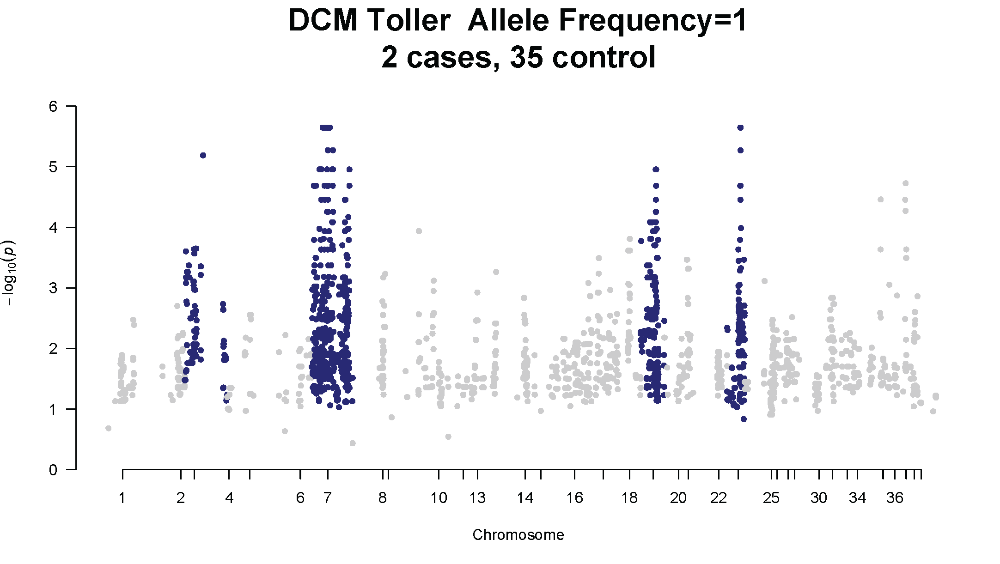 DCM Toller  Allele Frequency=1
2 cases, 35 control
6
5
4
3
2
1
0
−log10(p)
1 2 4 6 7 8 10 13 14 16 18 20 22 25 30 34 36
Chromosome